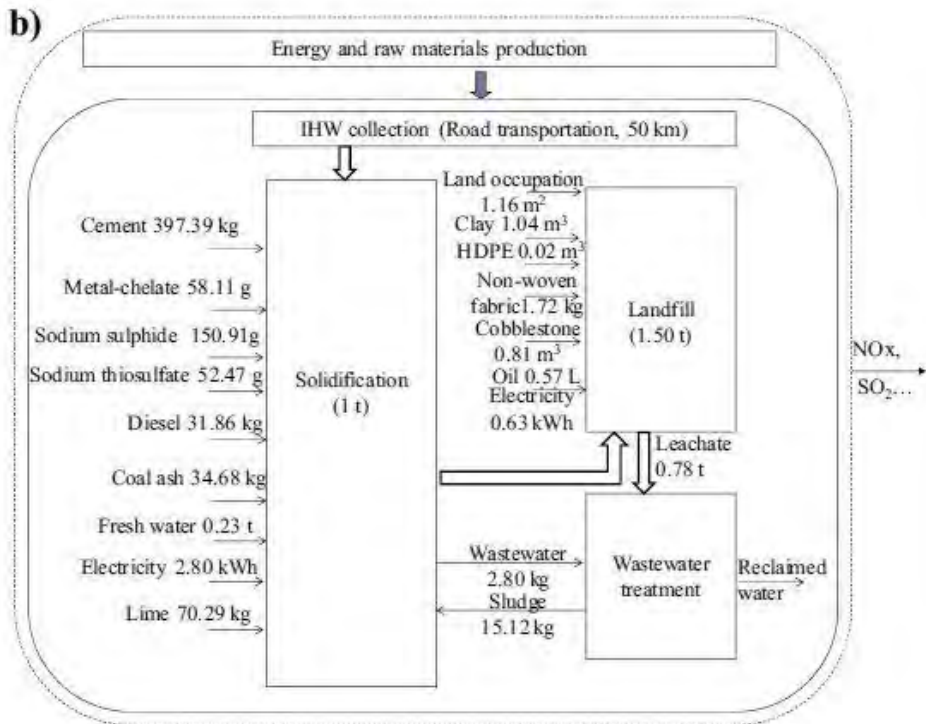 b)
Energy and raw materials production
IHW collection (Road transportation, 50 km)
Cement 397.39 kg
Metal-chelate 58.11 g
Sodium sulphide 150.91g
Sodium thiosulfate 52.47 g
Diesel 31.86 kg
Coal ash 34.68 kg
Fresh water 0.23 t
Electricity 2.80 kWh
Lime 70.29 kg
Solidification
(1 t)
Land occupation
1.16 m²
Clay 1.04 m³
HDPE 0.02 m³
Non-woven
fabric1.72 kg
Cobblestone
0.81 m³
Oil 0.57 L
Electricity
0.63 kWh
Landfill
(1.50 t)
Leachate
0.78 t
Wastewater
2.80 kg
Sludge
15.12 kg
Wastewater
treatment
Reclaimed
water
NOx,
SO₂…